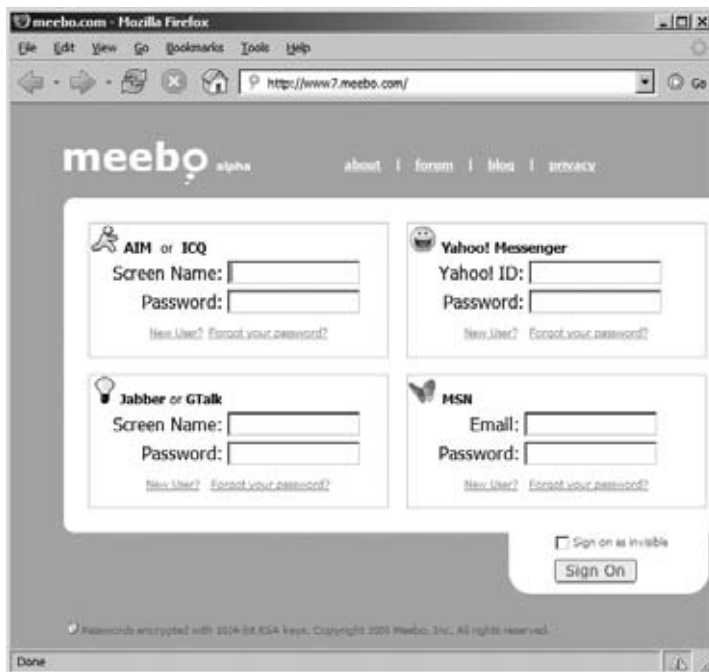 meebo.com - Mozilla Firefox
File Edit View Go Bookmarks Tools Help
http://www7.meebo.com/ Go
meebo alpha about | forum | blog | privacy
AIM or ICQ
Screen Name:
Password:
New User? Forgot your password?
Yahoo! Messenger
Yahoo! ID:
Password:
New User? Forgot your password?
Jabber or GTalk
Screen Name:
Password:
New User? Forgot your password?
MSN
Email:
Password:
New User? Forgot your password?
Sign on as invisible
Sign On
Passwords encrypted with 1024-bit RSA keys. Copyright Meebo, Inc. All rights reserved.
Done